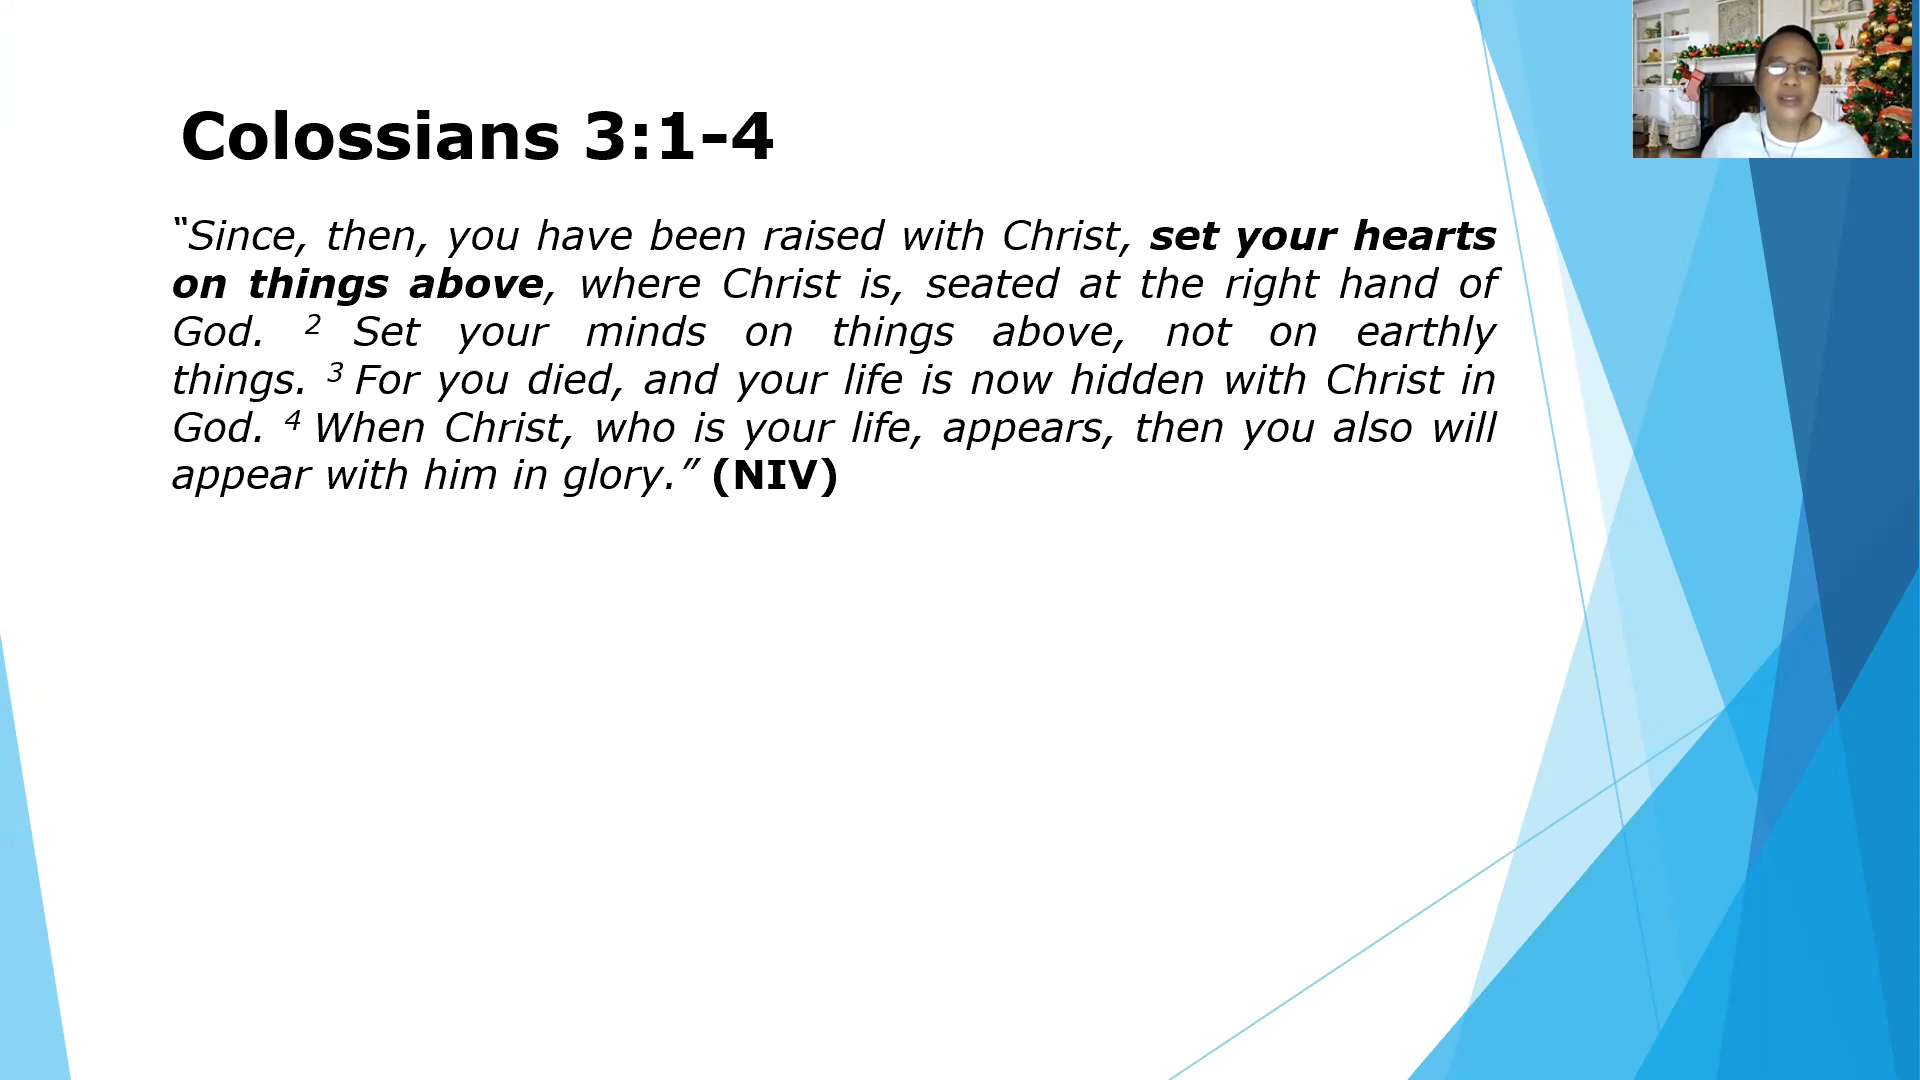 Colossians 3:1-4
“Since, then, you have been raised with Christ, set your hearts
on things above, where Christ is, seated at the right hand of
God. ² Set your minds on things above, not on earthly
things. ³ For you died, and your life is now hidden with Christ in
God. ⁴ When Christ, who is your life, appears, then you also will
appear with him in glory.” (NIV)